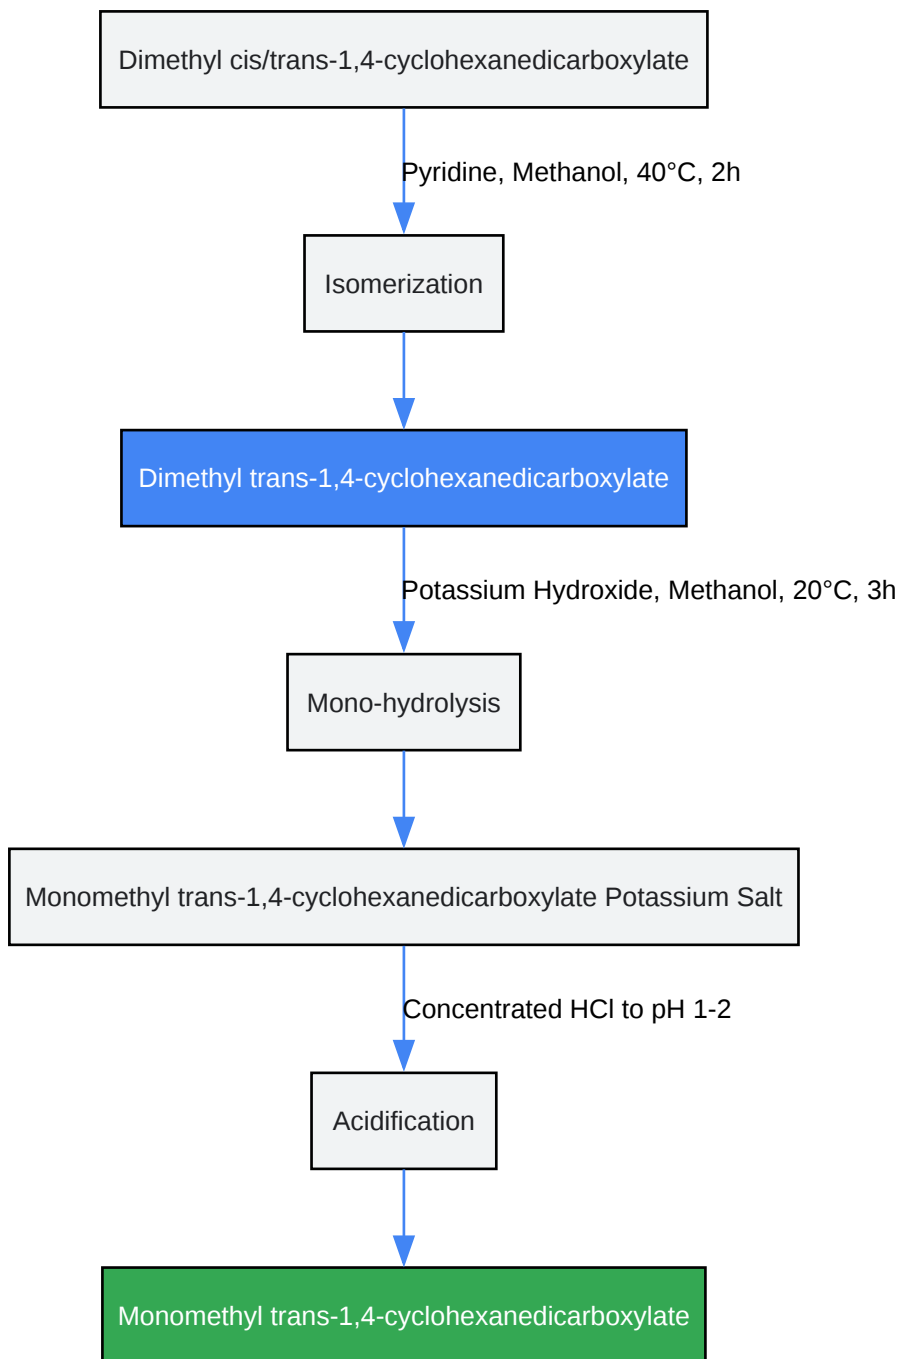 Dimethyl cis/trans-1,4-cyclohexanedicarboxylate
Pyridine, Methanol, 40°C, 2h
Isomerization
Dimethyl trans-1,4-cyclohexanedicarboxylate
Potassium Hydroxide, Methanol, 20°C, 3h
Mono-hydrolysis
Monomethyl trans-1,4-cyclohexanedicarboxylate Potassium Salt
Concentrated HCl to pH 1-2
Acidification
Monomethyl trans-1,4-cyclohexanedicarboxylate